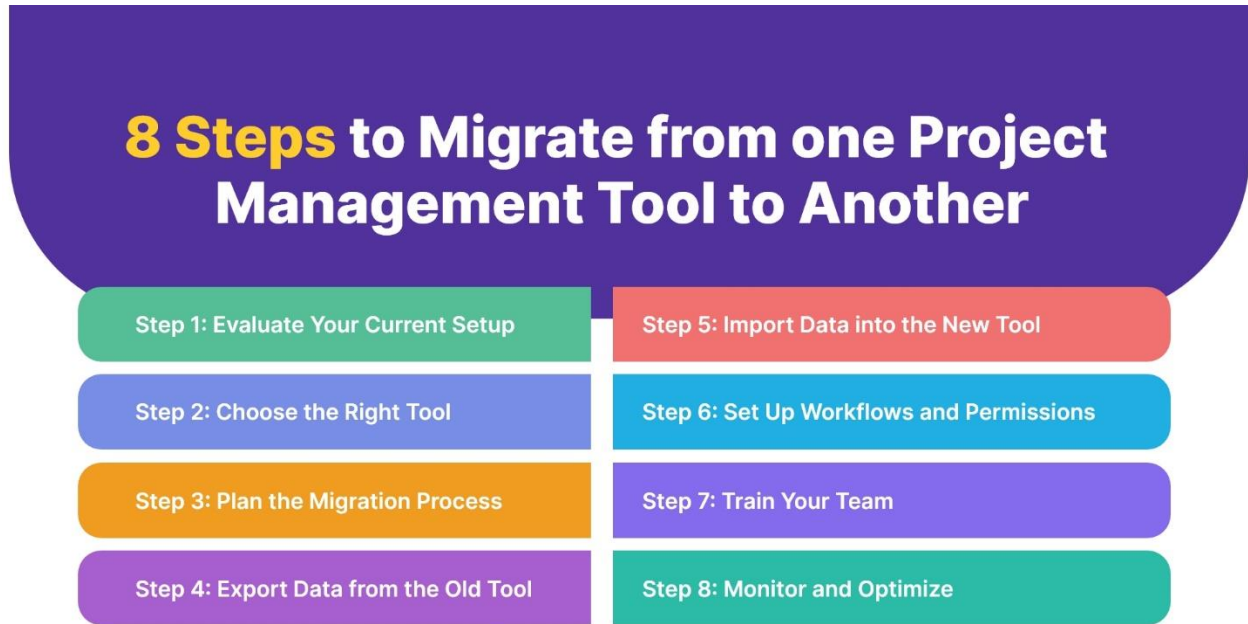 8 Steps to Migrate from one Project
Management Tool to Another
Step 1: Evaluate Your Current Setup
Step 2: Choose the Right Tool
Step 3: Plan the Migration Process
Step 4: Export Data from the Old Tool
Step 5: Import Data into the New Tool
Step 6: Set Up Workflows and Permissions
Step 7: Train Your Team
Step 8: Monitor and Optimize